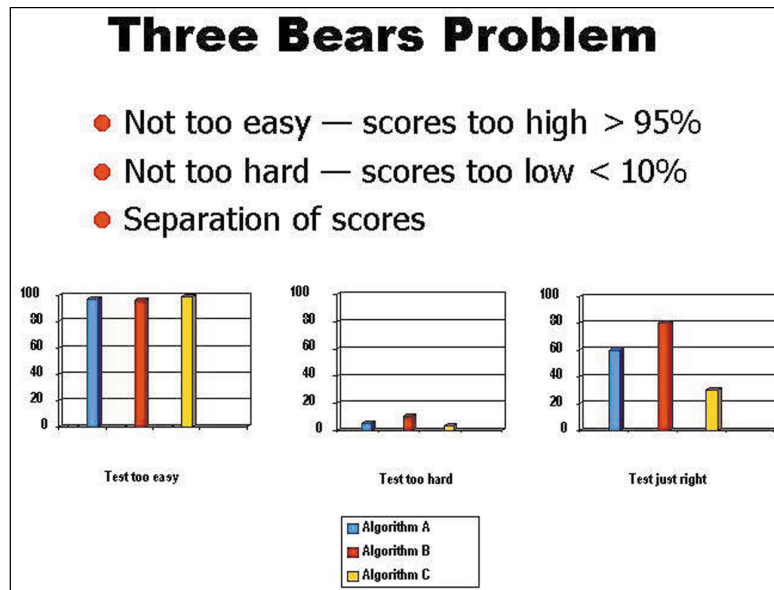 Three Bears Problem
Not too easy — scores too high > 95%
Not too hard — scores too low < 10%
Separation of scores
100
80
60
40
20
0
Test too easy
100
80
60
40
20
0
Test too hard
100
80
60
40
20
0
Test just right
Algorithm A
Algorithm B
Algorithm C